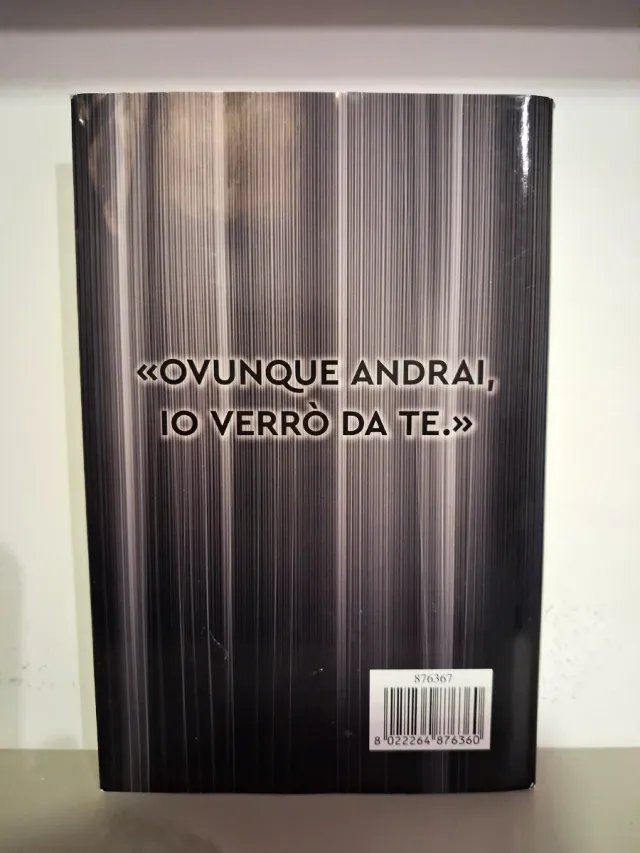 «OVUNQUE ANDRAI,
IO VERRÒ DA TE.»
876367
8 022264 876360